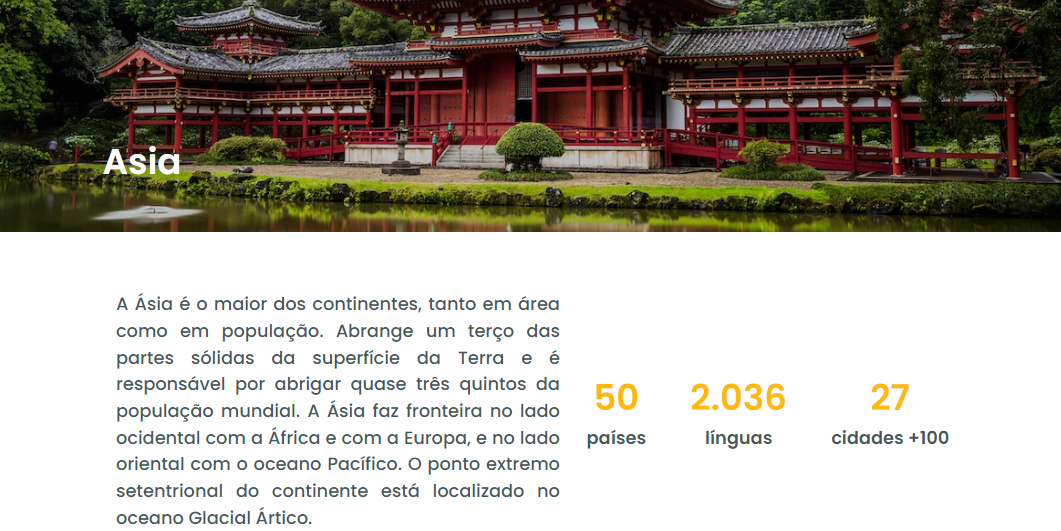 Asia
A Ásia é o maior dos continentes, tanto em área
como em população. Abrange um terço das
partes sólidas da superfície da Terra e é
responsável por abrigar quase três quintos da
população mundial. A Ásia faz fronteira no lado
ocidental com a África e com a Europa, e no lado
oriental com o oceano Pacífico. O ponto extremo
setentrional do continente está localizado no
oceano Glacial Ártico.
50
países
2.036
línguas
27
cidades +100